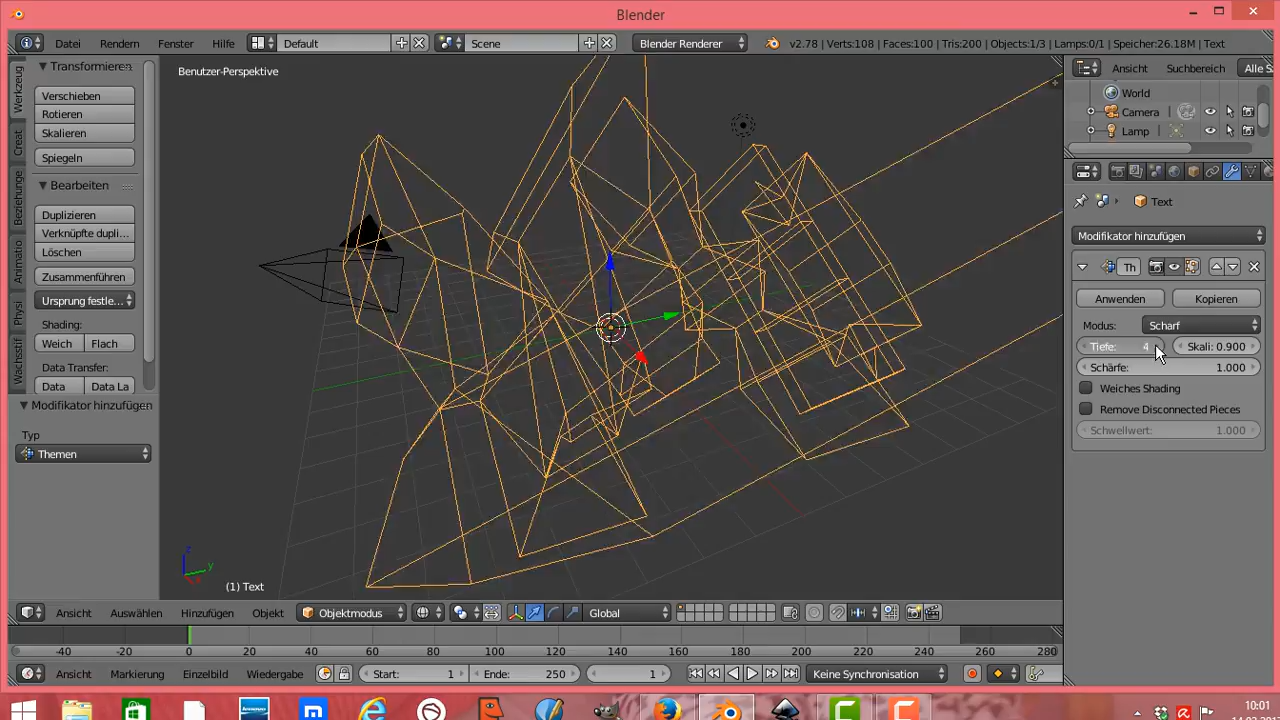 Blender
Datei Rendern Fenster Hilfe Default Scene Blender Renderer v2.78 | Verts:108 | Faces:100 | Tris:200 | Objects:1/3 | Lamps:0/1 | Speicher:26.18M | Text
Werkzeug
Creat
Beziehunge
Animatio
Physi
Wachsstif
Transformieren
Verschieben
Rotieren
Skalieren
Spiegeln
Bearbeiten
Duplizieren
Verknüpfte dupli...
Löschen
Zusammenführen
Ursprung festle...
Shading:
Weich Flach
Data Transfer:
Data Data La
Modifikator hinzufügen
Typ
Themen
Benutzer-Perspektive
z
y
x
(1) Text
Ansicht Suchbereich Alle S
World
Camera
Lamp
Text
Modifikator hinzufügen
Th
Anwenden Kopieren
Modus: Scharf
Tiefe: 4 Skali: 0.900
Schärfe: 1.000
Weiches Shading
Remove Disconnected Pieces
Schwellwert: 1.000
Ansicht Auswählen Hinzufügen Objekt Objektmodus Global
-40 -20 0 20 40 60 80 100 120 140 160 180 200 220 240 260 280
Ansicht Markierung Einzelbild Wiedergabe Start: 1 Ende: 250 1 Keine Synchronisation
lenovo
10:01